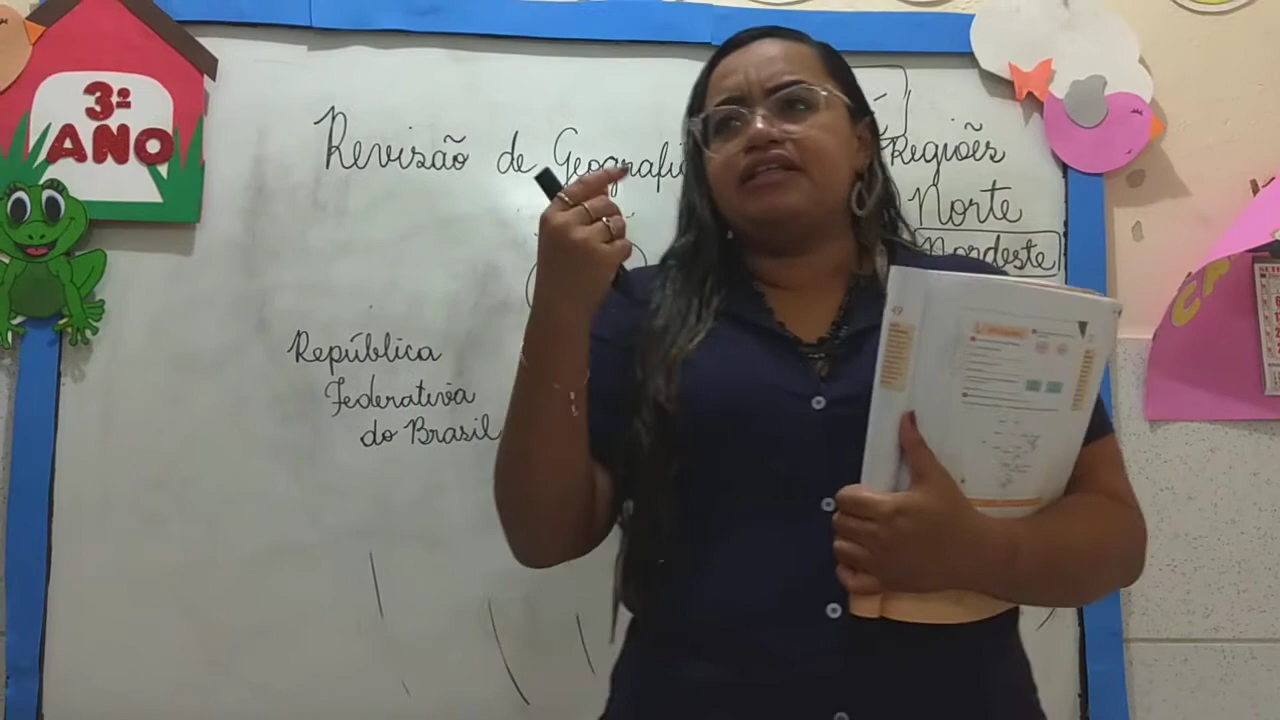 3º
ANO
Revisão de Geografi
Regiões
Norte
Nordeste
República
Federativa
do Brasil